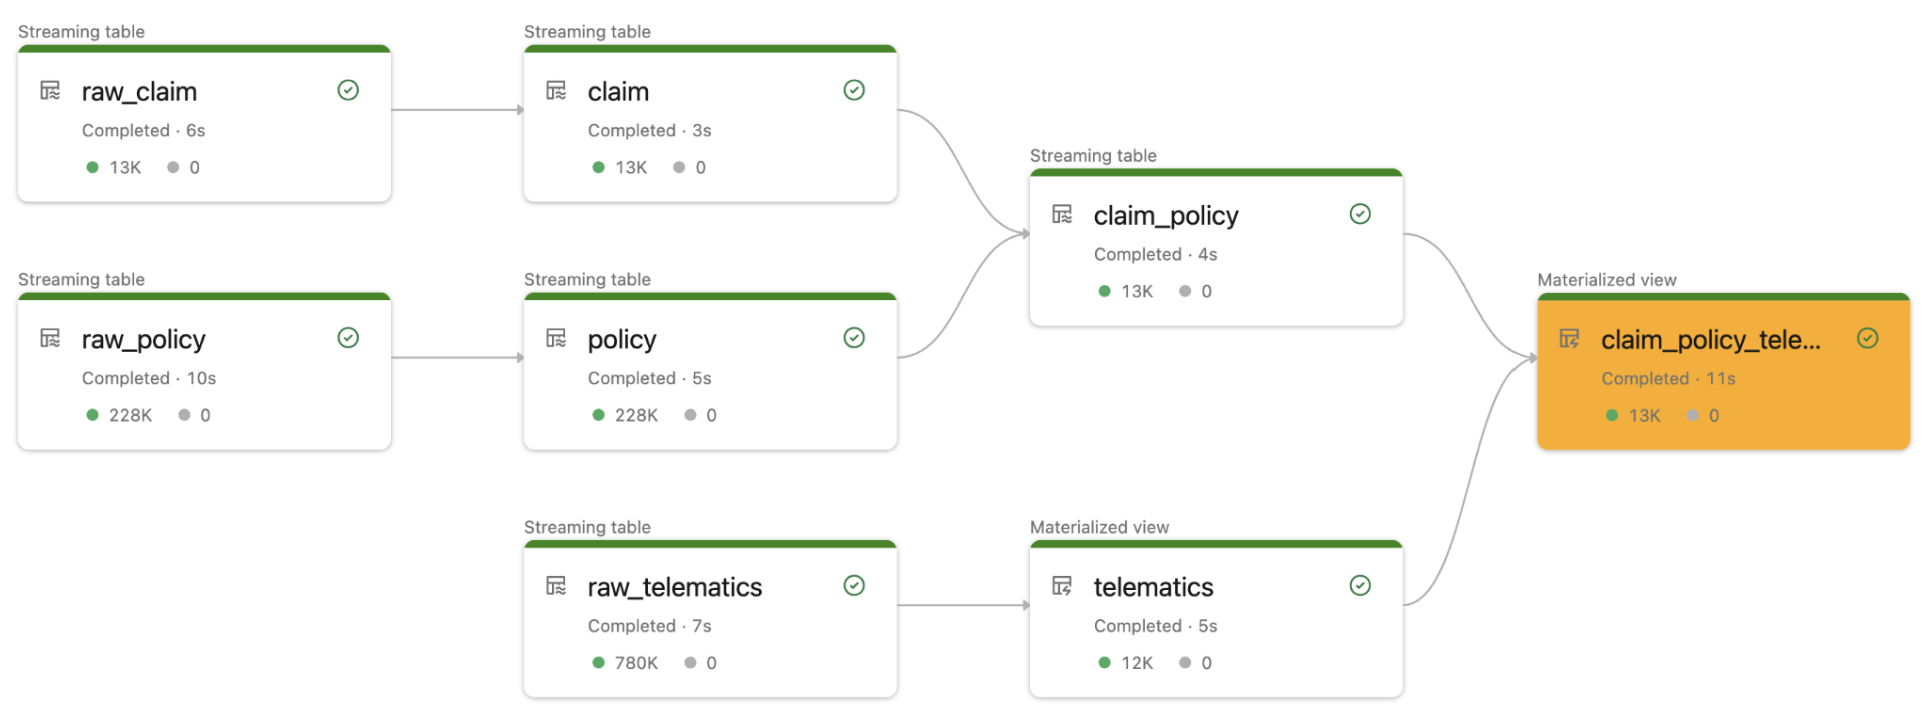 Streaming table
raw_claim
Completed · 6s
13K 0
Streaming table
claim
Completed · 3s
13K 0
Streaming table
claim_policy
Completed · 4s
13K 0
Streaming table
raw_policy
Completed · 10s
228K 0
Streaming table
policy
Completed · 5s
228K 0
Materialized view
claim_policy_tele...
Completed · 11s
13K 0
Streaming table
raw_telematics
Completed · 7s
780K 0
Materialized view
telematics
Completed · 5s
12K 0